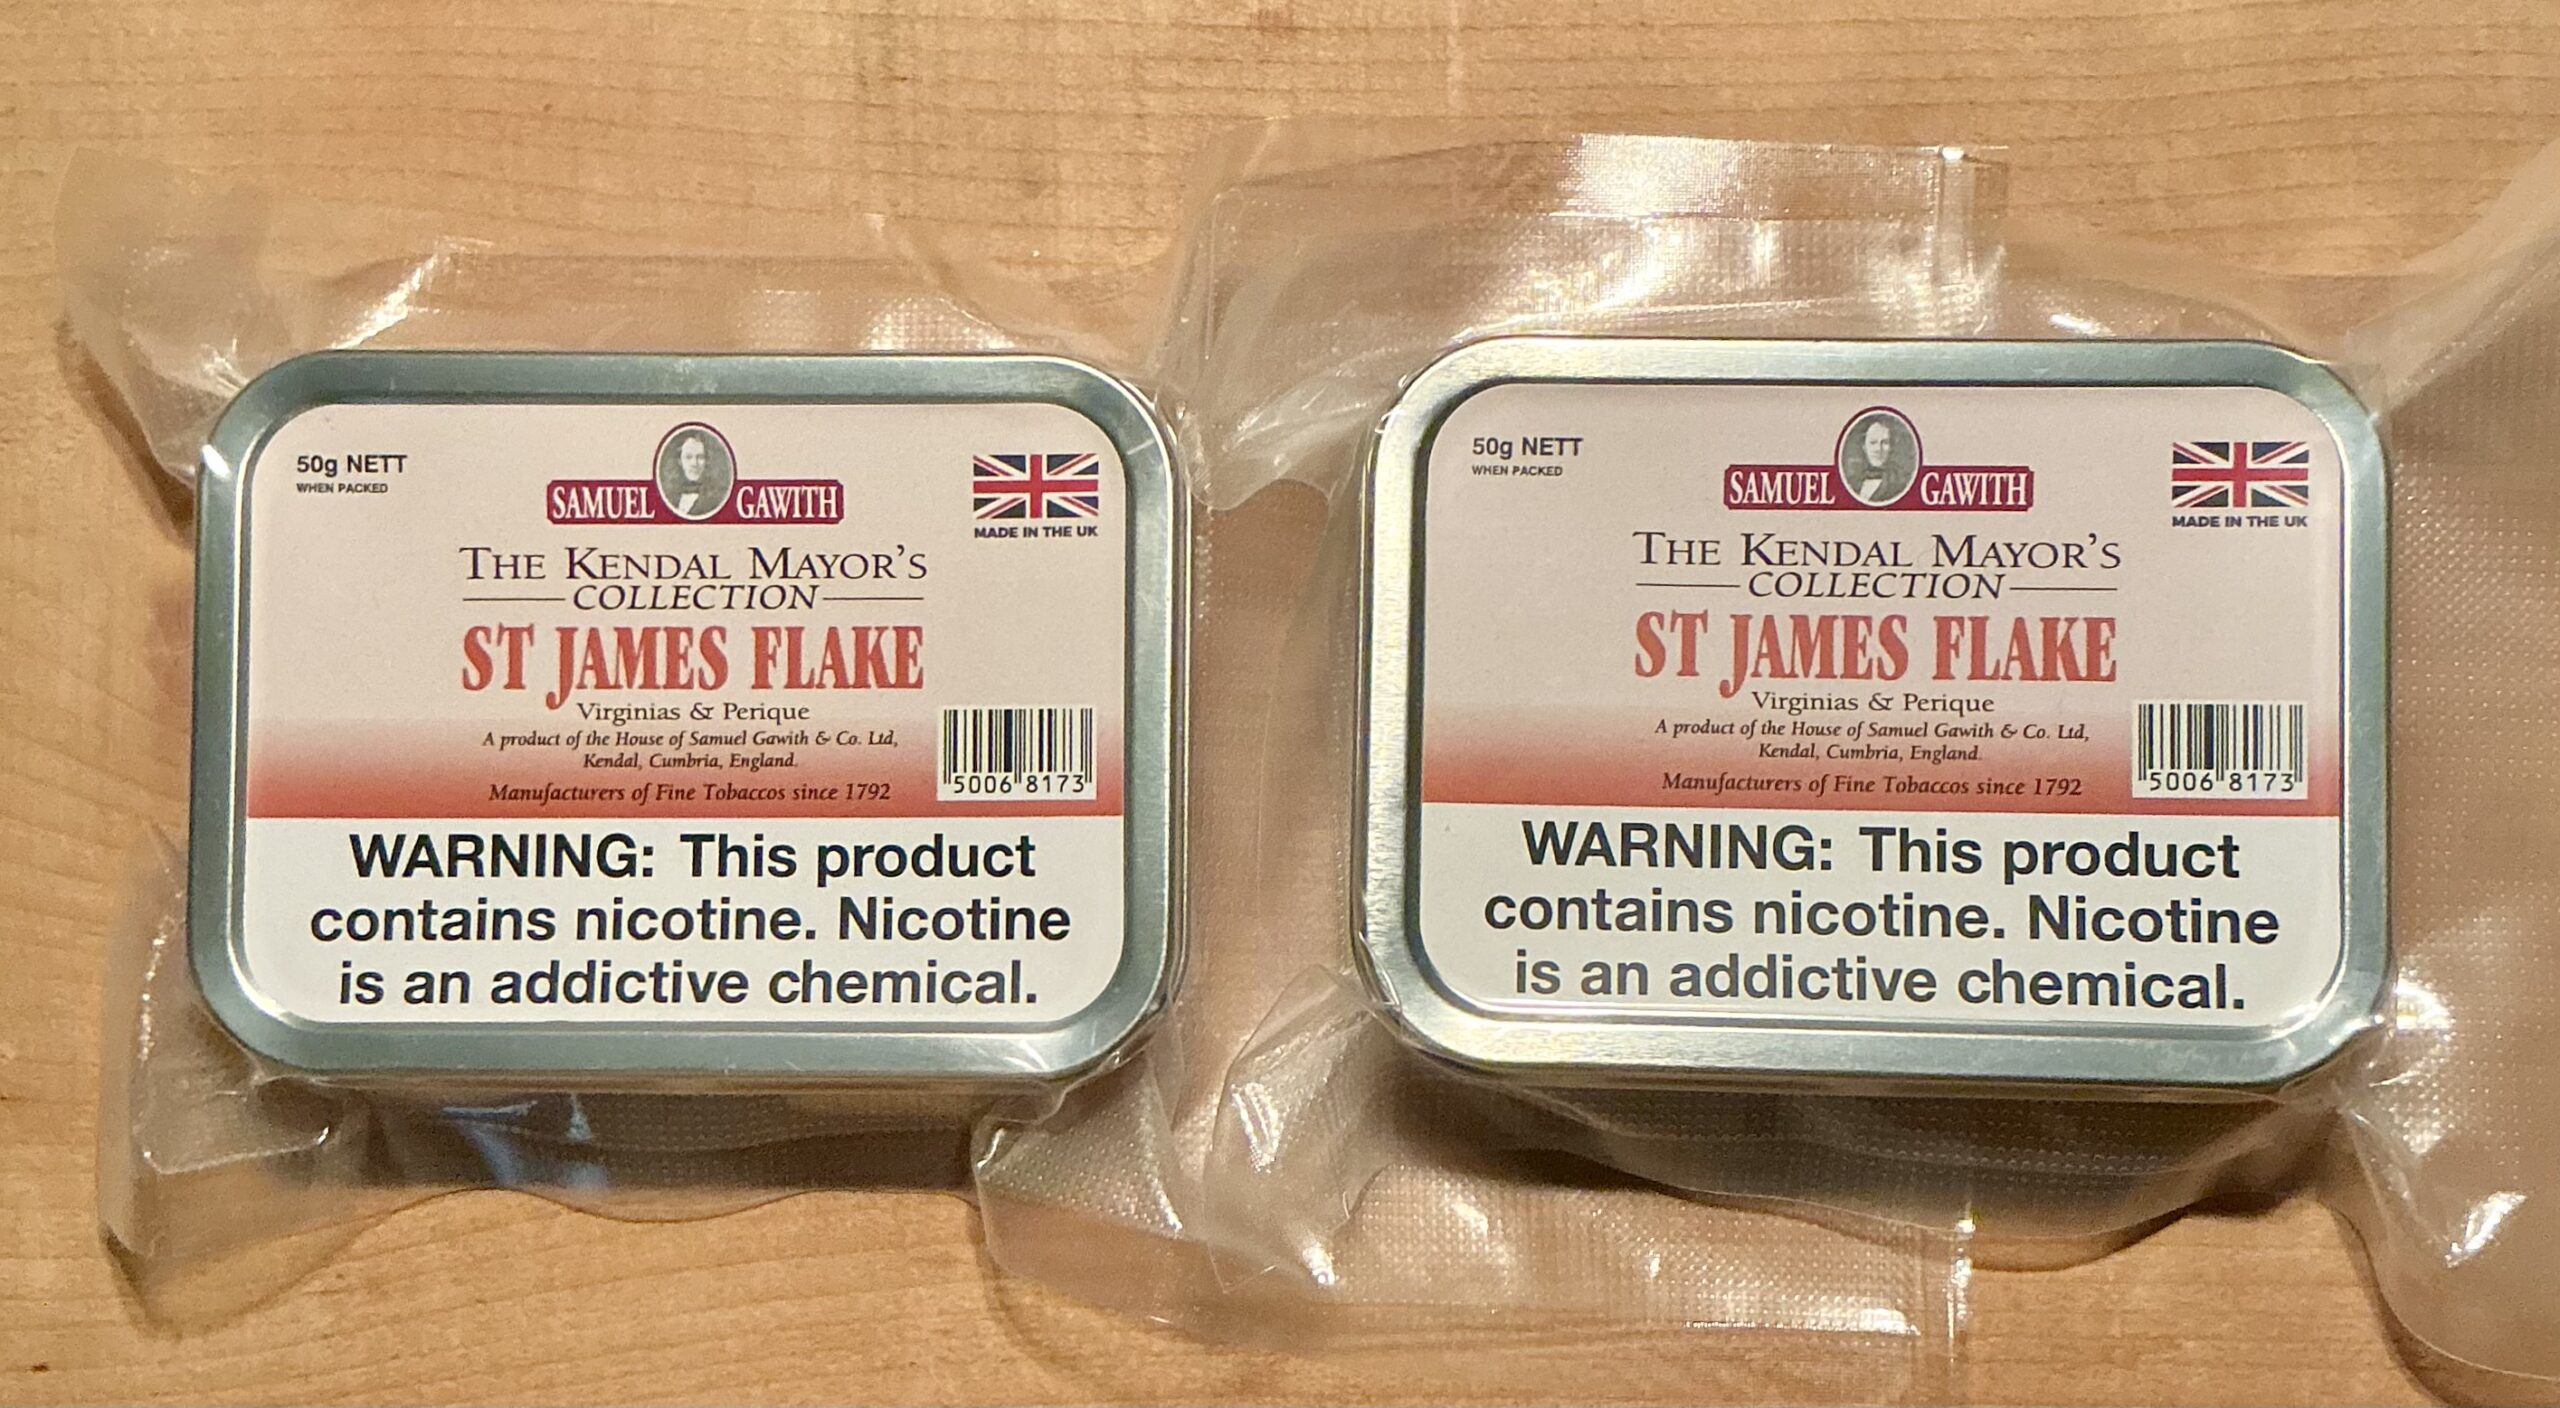 50g NETT
WHEN PACKED
SAMUEL GAWITH
MADE IN THE UK
THE KENDAL MAYOR'S
COLLECTION
ST JAMES FLAKE
Virginias & Perique
A product of the House of Samuel Gawith & Co. Ltd,
Kendal, Cumbria, England.
Manufacturers of Fine Tobaccos since 1792
5006 8173
WARNING: This product
contains nicotine. Nicotine
is an addictive chemical.
50g NETT
WHEN PACKED
SAMUEL GAWITH
MADE IN THE UK
THE KENDAL MAYOR'S
COLLECTION
ST JAMES FLAKE
Virginias & Perique
A product of the House of Samuel Gawith & Co. Ltd,
Kendal, Cumbria, England.
Manufacturers of Fine Tobaccos since 1792
5006 8173
WARNING: This product
contains nicotine. Nicotine
is an addictive chemical.